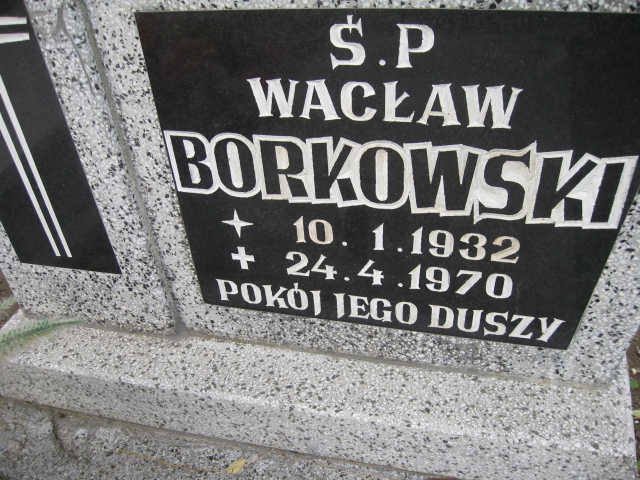 Ś.P
WACŁAW
BORKOWSKI
10.1.1932
24.4.1970
POKÓJ JEGO DUSZY